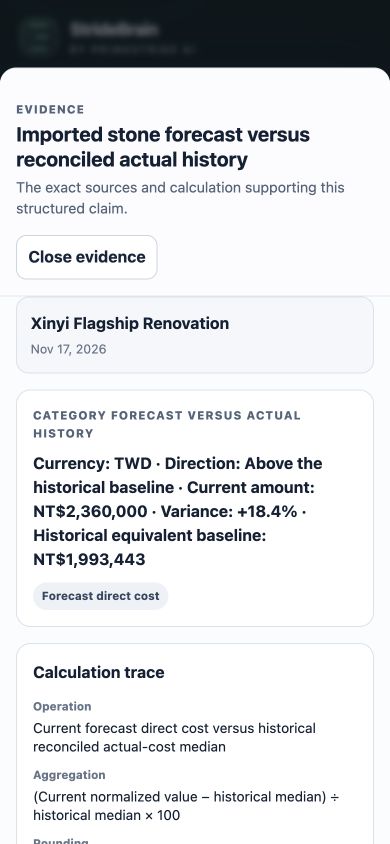 StrideBrain
EVIDENCE
Imported stone forecast versus
reconciled actual history
The exact sources and calculation supporting this
structured claim.
Close evidence
Xinyi Flagship Renovation
Nov 17, 2026
CATEGORY FORECAST VERSUS ACTUAL
HISTORY
Currency: TWD · Direction: Above the
historical baseline · Current amount:
NT$2,360,000 · Variance: +18.4% ·
Historical equivalent baseline:
NT$1,993,443
Forecast direct cost
Calculation trace
Operation
Current forecast direct cost versus historical
reconciled actual-cost median
Aggregation
(Current normalized value – historical median) ÷
historical median × 100
Rounding